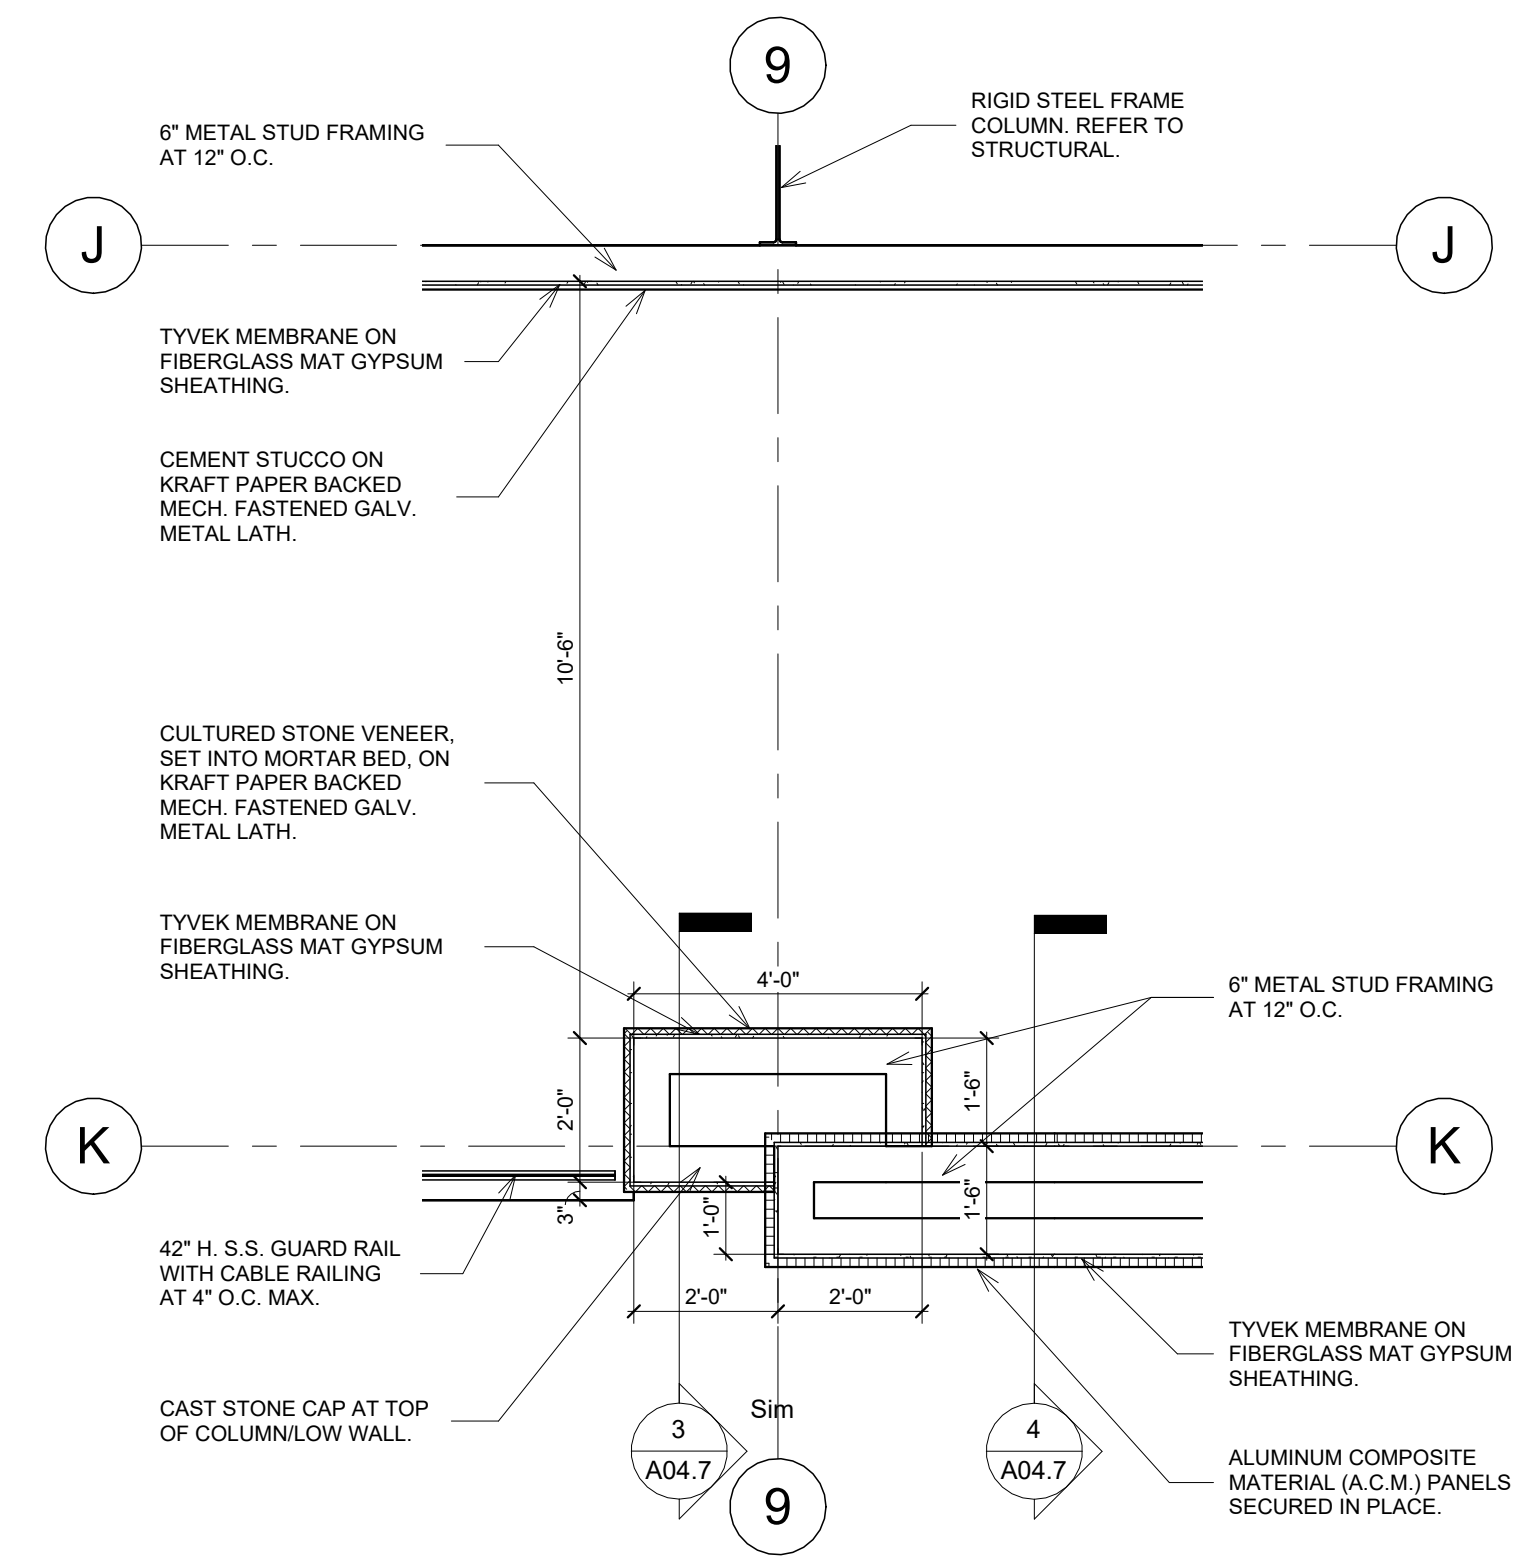 9
6" METAL STUD FRAMING
AT 12" O.C.
RIGID STEEL FRAME
COLUMN. REFER TO
STRUCTURAL.
J
J
TYVEK MEMBRANE ON
FIBERGLASS MAT GYPSUM
SHEATHING.
CEMENT STUCCO ON
KRAFT PAPER BACKED
MECH. FASTENED GALV.
METAL LATH.
10'-6"
CULTURED STONE VENEER,
SET INTO MORTAR BED, ON
KRAFT PAPER BACKED
MECH. FASTENED GALV.
METAL LATH.
TYVEK MEMBRANE ON
FIBERGLASS MAT GYPSUM
SHEATHING.
4'-0"
6" METAL STUD FRAMING
AT 12" O.C.
2'-0"
1'-6"
K
K
3"
1'-0"
1'-6"
42" H. S.S. GUARD RAIL
WITH CABLE RAILING
AT 4" O.C. MAX.
2'-0"
2'-0"
TYVEK MEMBRANE ON
FIBERGLASS MAT GYPSUM
SHEATHING.
CAST STONE CAP AT TOP
OF COLUMN/LOW WALL.
Sim
3
A04.7
4
A04.7
ALUMINUM COMPOSITE
MATERIAL (A.C.M.) PANELS
SECURED IN PLACE.
9